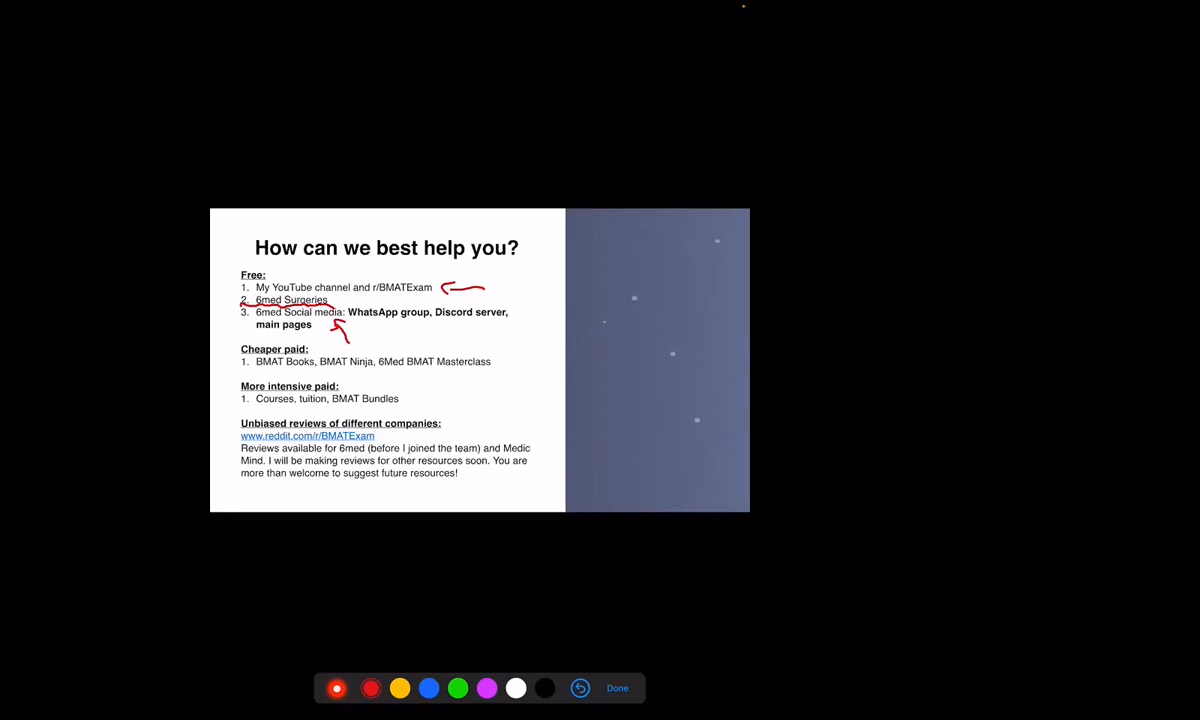 How can we best help you?
Free:
1. My YouTube channel and r/BMATExam
2. 6med Surgeries
3. 6med Social media: WhatsApp group, Discord server,
main pages
Cheaper paid:
1. BMAT Books, BMAT Ninja, 6Med BMAT Masterclass
More intensive paid:
1. Courses, tuition, BMAT Bundles
Unbiased reviews of different companies:
www.reddit.com/r/BMATExam
Reviews available for 6med (before I joined the team) and Medic
Mind. I will be making reviews for other resources soon. You are
more than welcome to suggest future resources!
Done